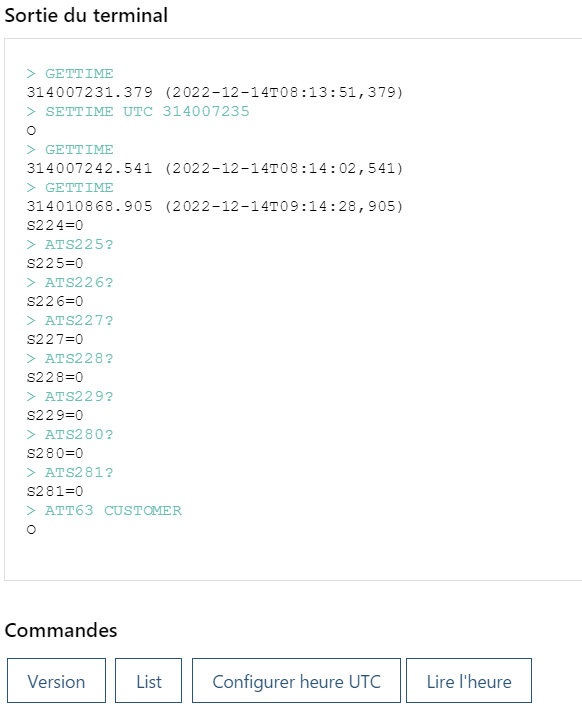 Sortie du terminal
> GETTIME
314007231.379 (2022-12-14T08:13:51,379)
> SETTIME UTC 314007235
O
> GETTIME
314007242.541 (2022-12-14T08:14:02,541)
> GETTIME
314010868.905 (2022-12-14T09:14:28,905)
S224=0
> ATS225?
S225=0
> ATS226?
S226=0
> ATS227?
S227=0
> ATS228?
S228=0
> ATS229?
S229=0
> ATS280?
S280=0
> ATS281?
S281=0
> ATT63 CUSTOMER
O
Commandes
Version List Configurer heure UTC Lire l'heure